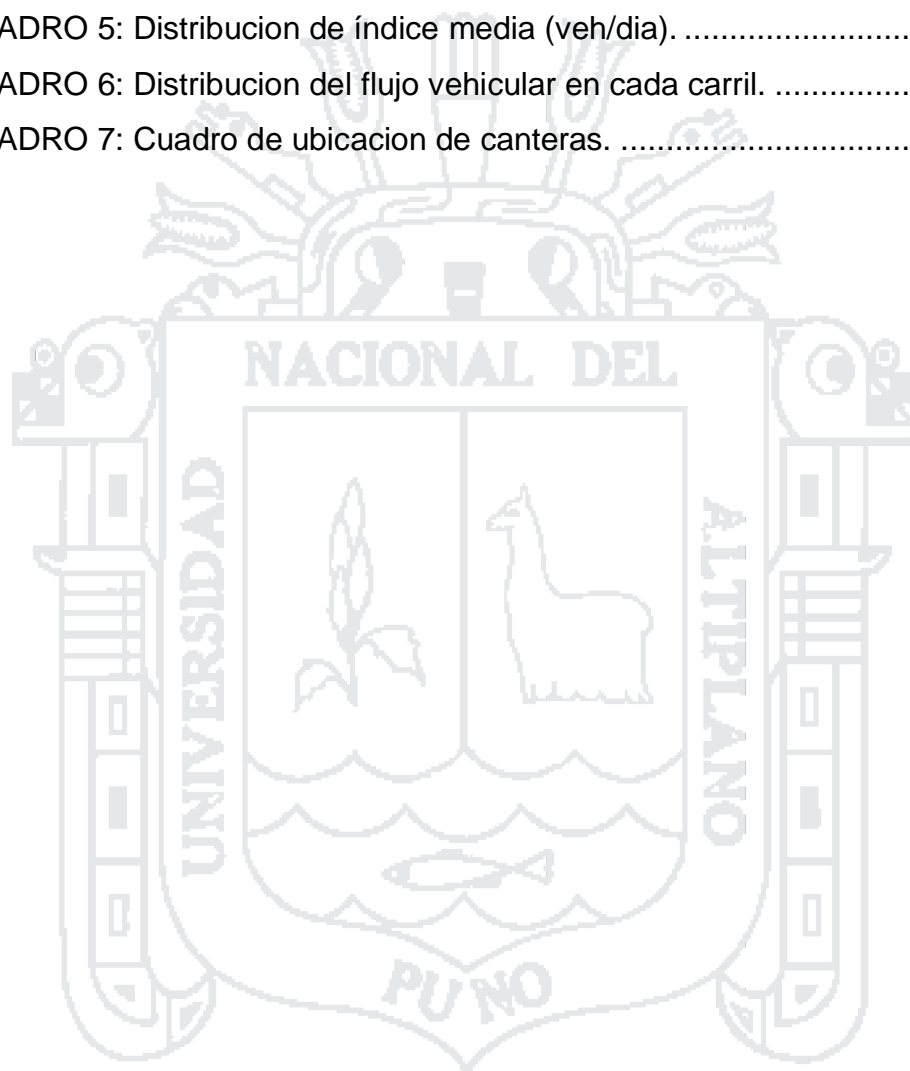 ADRO 5: Distribucion de índice media (veh/dia). .........................
ADRO 6: Distribucion del flujo vehicular en cada carril. ...............
ADRO 7: Cuadro de ubicacion de canteras. ................................
NACIONAL DEL
UNIVERSIDAD
ALTIPLANO
PUNO